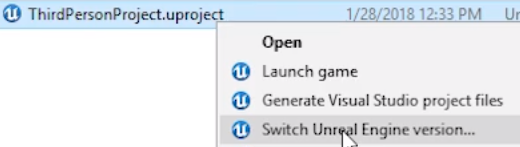 ThirdPersonProject.uproject 1/28/2018 12:33 PM
Open
Launch game
Generate Visual Studio project files
Switch Unreal Engine version...